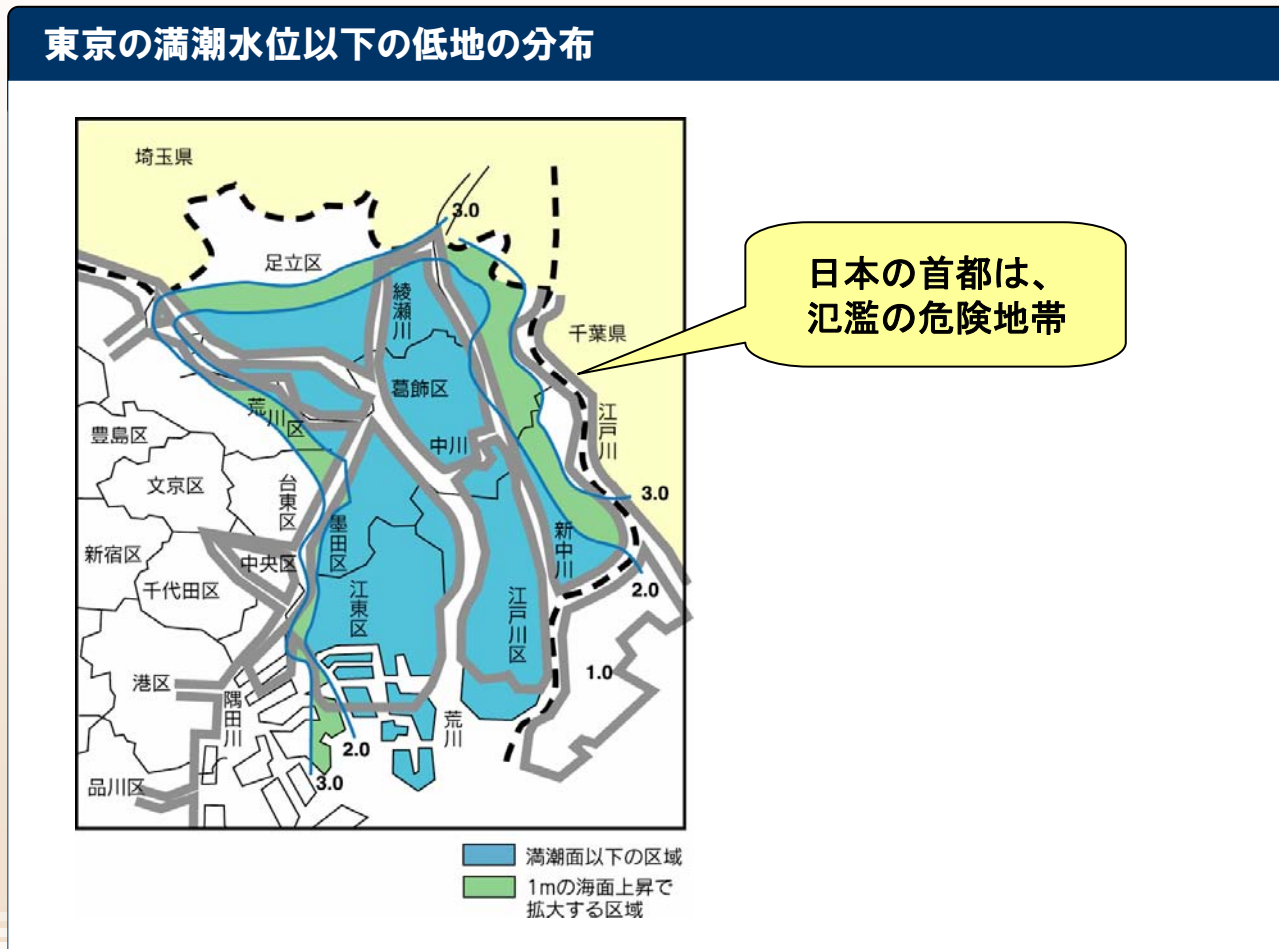 東京の満潮水位以下の低地の分布
埼玉県
3.0
足立区
綾瀬川
千葉県
日本の首都は、
氾濫の危険地帯
葛飾区
荒川区
江戸川
豊島区
中川
文京区
台東区
3.0
墨田区
新中川
新宿区
中央区
千代田区
江東区
江戸川区
2.0
港区
1.0
隅田川
荒川
2.0
品川区
3.0
満潮面以下の区域
1mの海面上昇で
拡大する区域